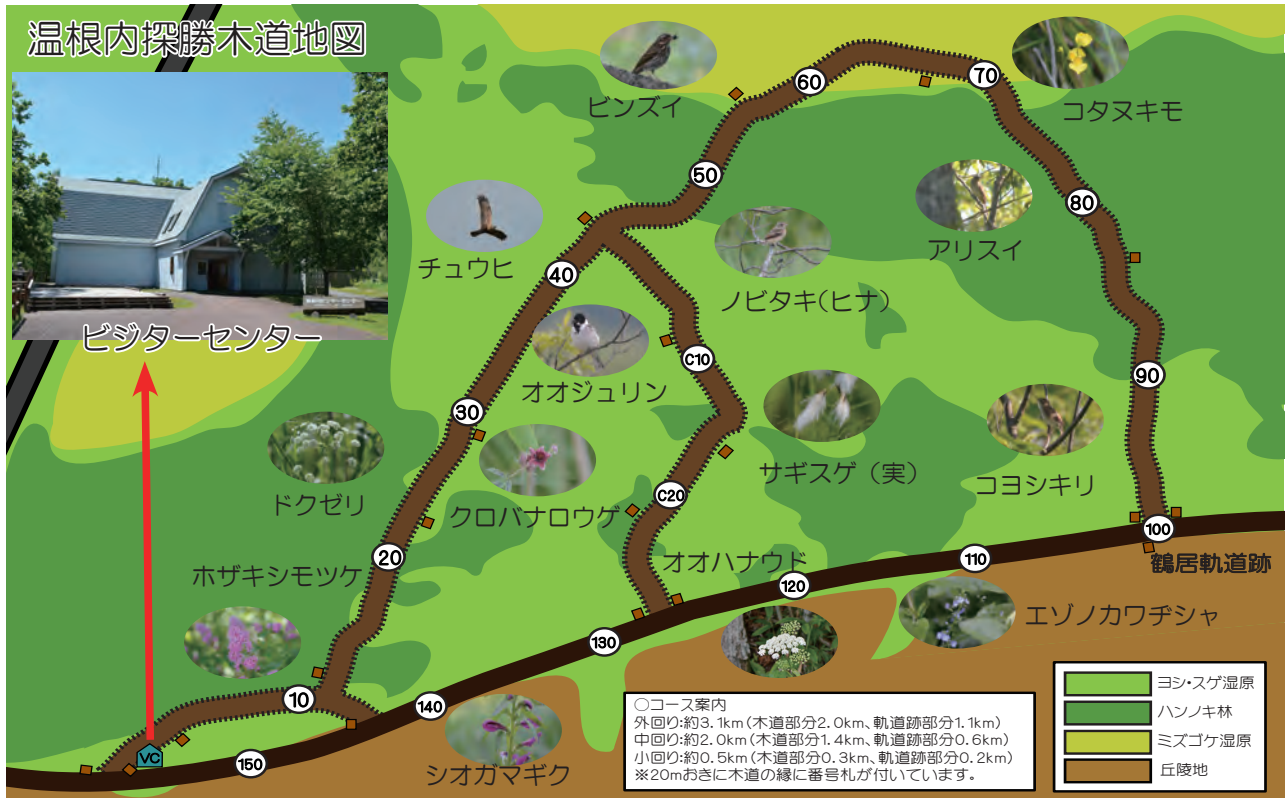 温根内探勝木道地図
ビンズイ
コタヌキモ
60
70
50
80
アリスイ
チュウヒ
40
ノビタキ(ヒナ)
ビジターセンター
オオジュリン
C10
90
30
サギスゲ(実)
コヨシキリ
ドクゼリ
クロバナロウゲ
C20
100
20
オオハナウド
110
鶴居軌道跡
ホザキシモツケ
120
エゾノカワヂシャ
130
10
140
VC
150
シオガマギク
○コース案内
外回り:約3.1km(木道部分2.0km、軌道跡部分1.1km)
中回り:約2.0km(木道部分1.4km、軌道跡部分0.6km)
小回り:約0.5km(木道部分0.3km、軌道跡部分0.2km)
※20mおきに木道の縁に番号札が付いています。
ヨシ・スゲ湿原
ハンノキ林
ミズゴケ湿原
丘陵地